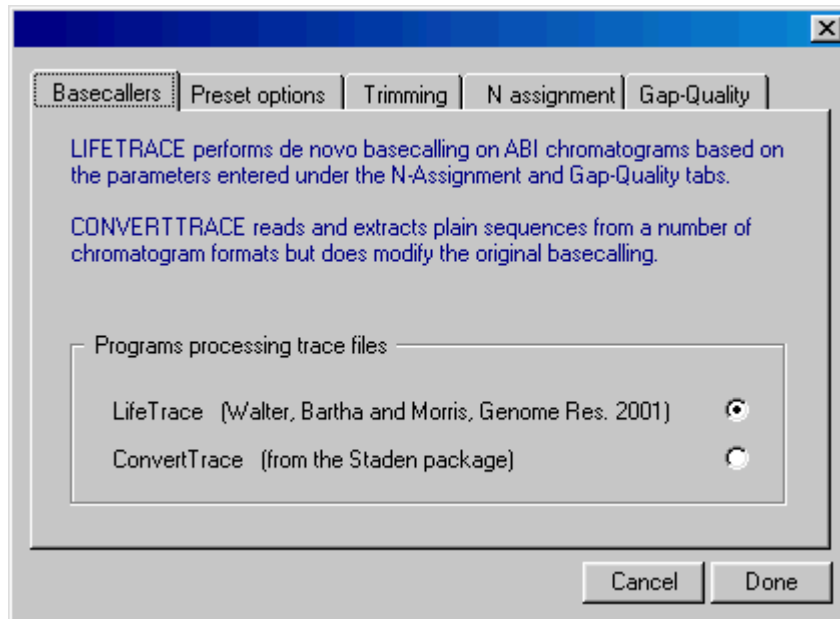 Basecallers Preset options Trimming N assignment Gap-Quality
LIFETRACE performs de novo basecalling on ABI chromatograms based on
the parameters entered under the N-Assignment and Gap-Quality tabs.
CONVERTTRACE reads and extracts plain sequences from a number of
chromatogram formats but does modify the original basecalling.
Programs processing trace files
LifeTrace (Walter, Bartha and Morris, Genome Res. 2001)
ConvertTrace (from the Staden package)
Cancel Done